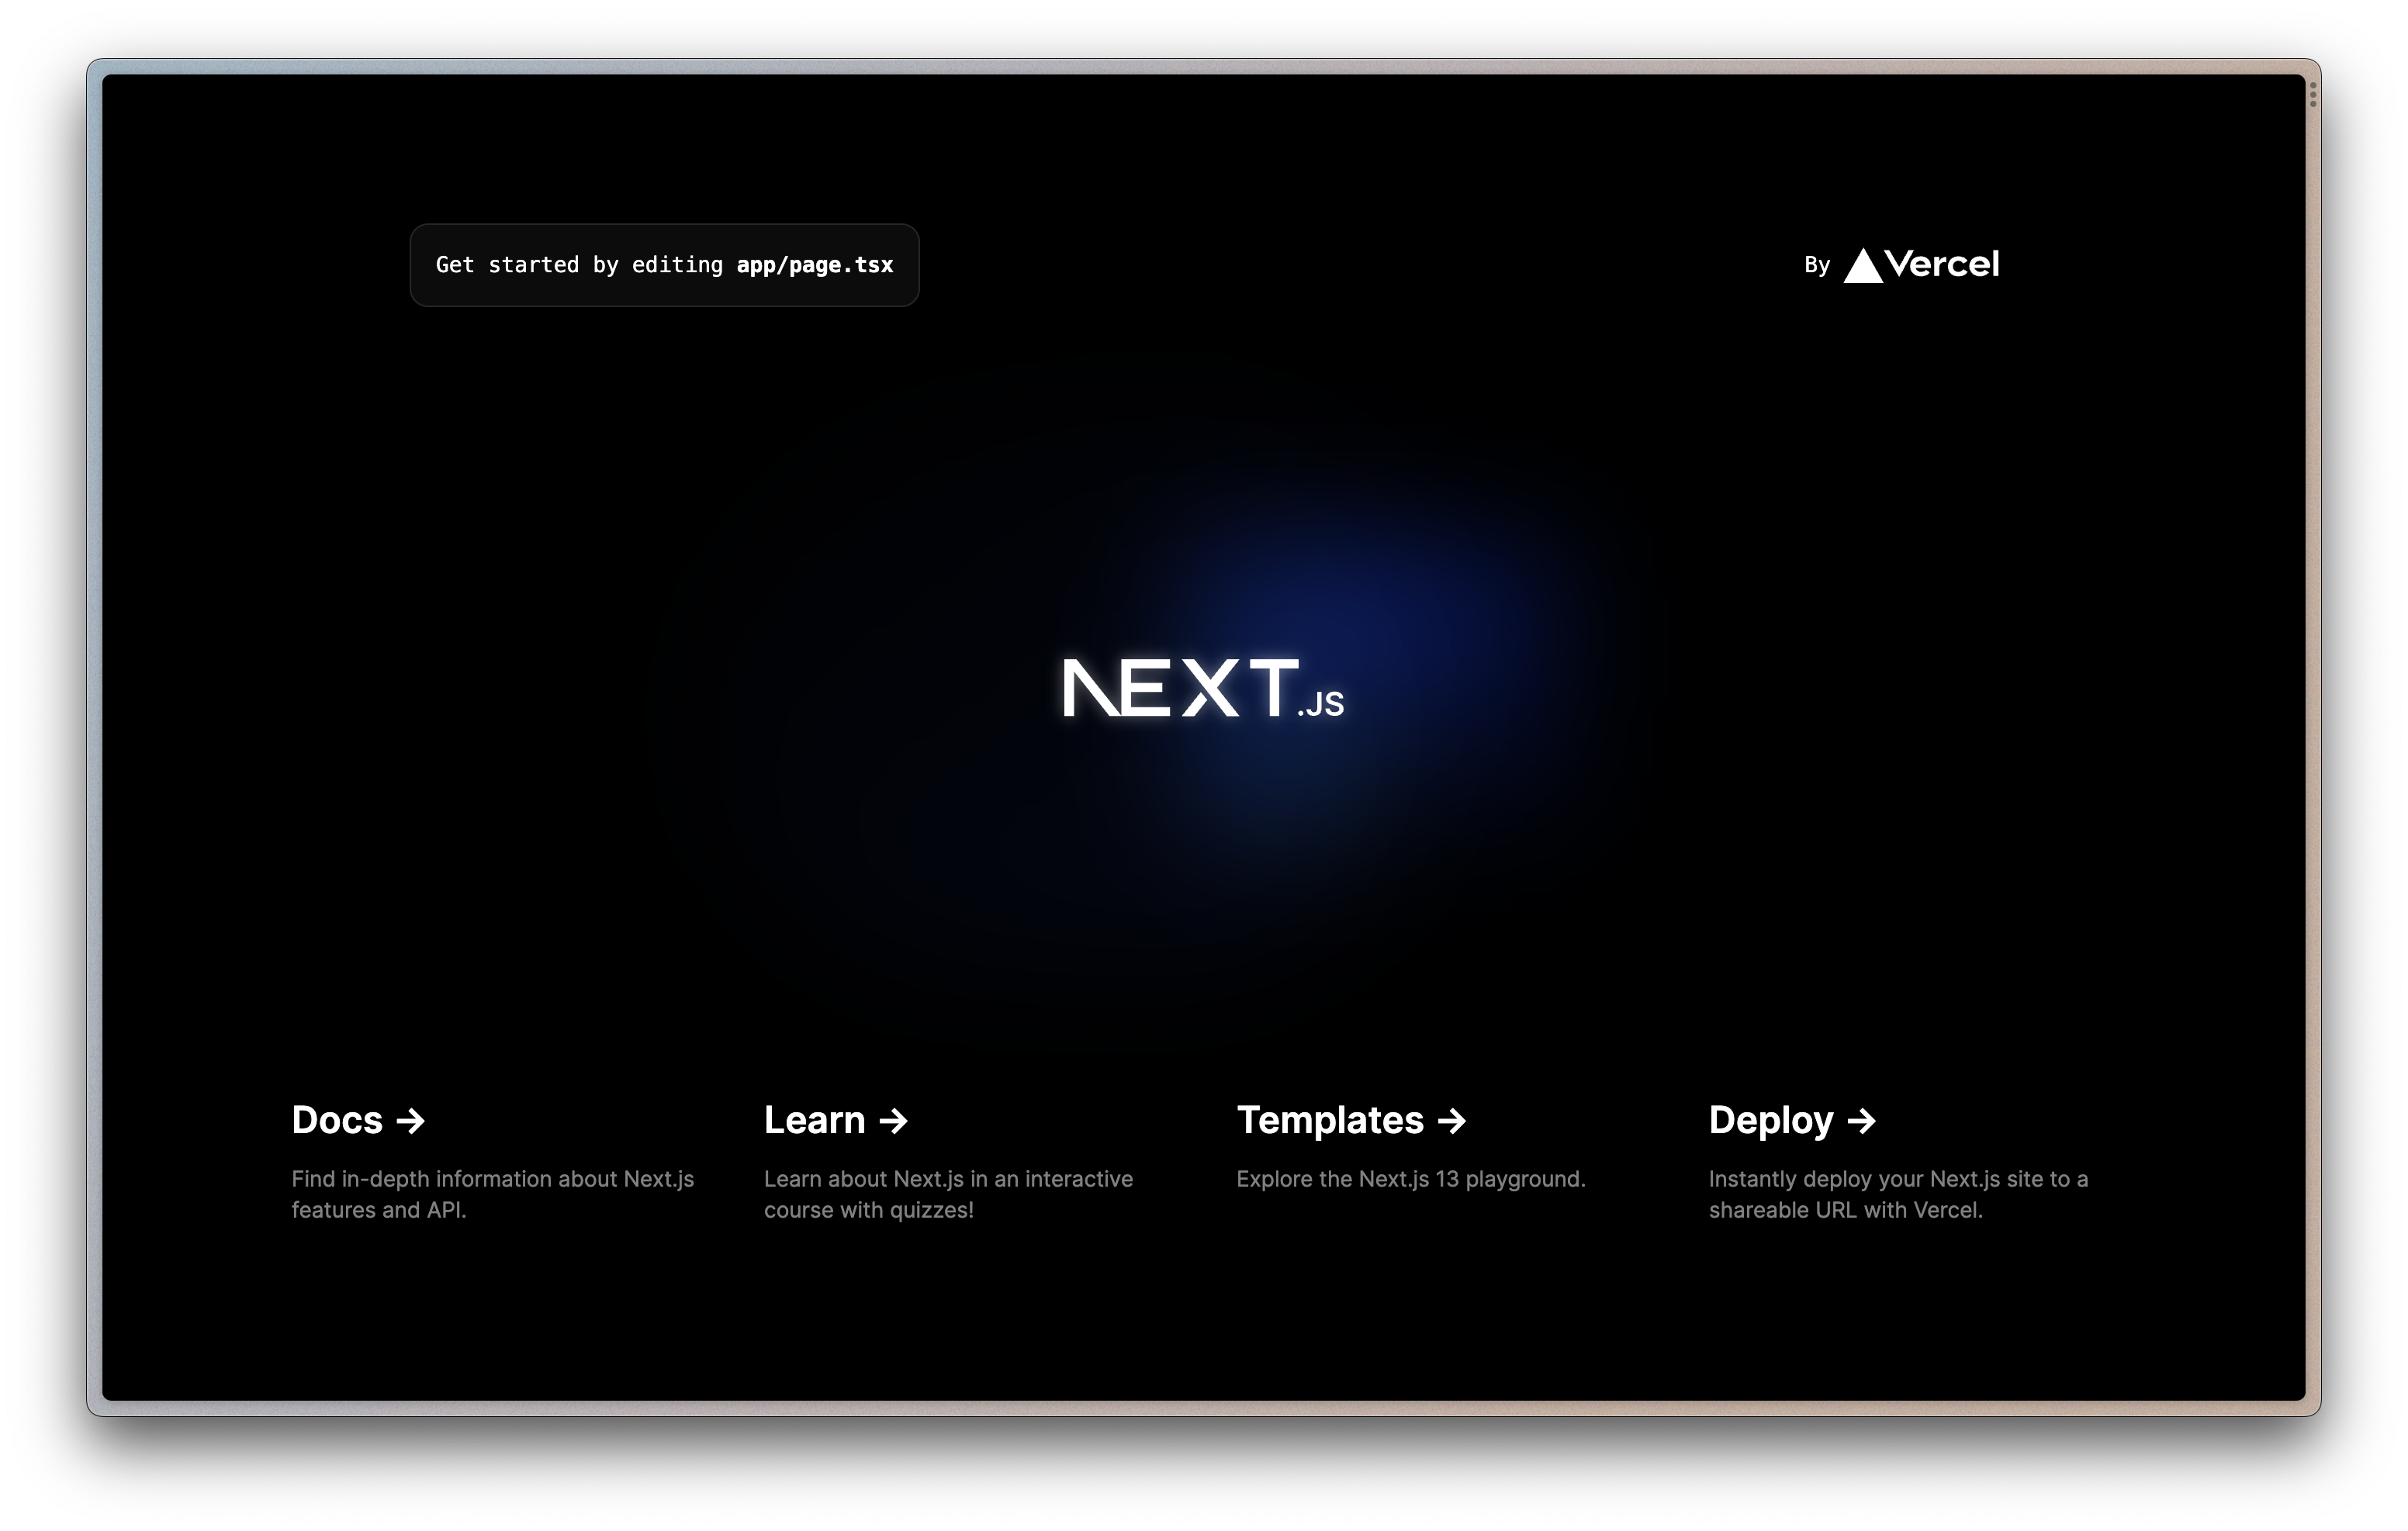 Get started by editing app/page.tsx
By Vercel
NEXT.JS
Docs →
Find in-depth information about Next.js
features and API.
Learn →
Learn about Next.js in an interactive
course with quizzes!
Templates →
Explore the Next.js 13 playground.
Deploy →
Instantly deploy your Next.js site to a
shareable URL with Vercel.